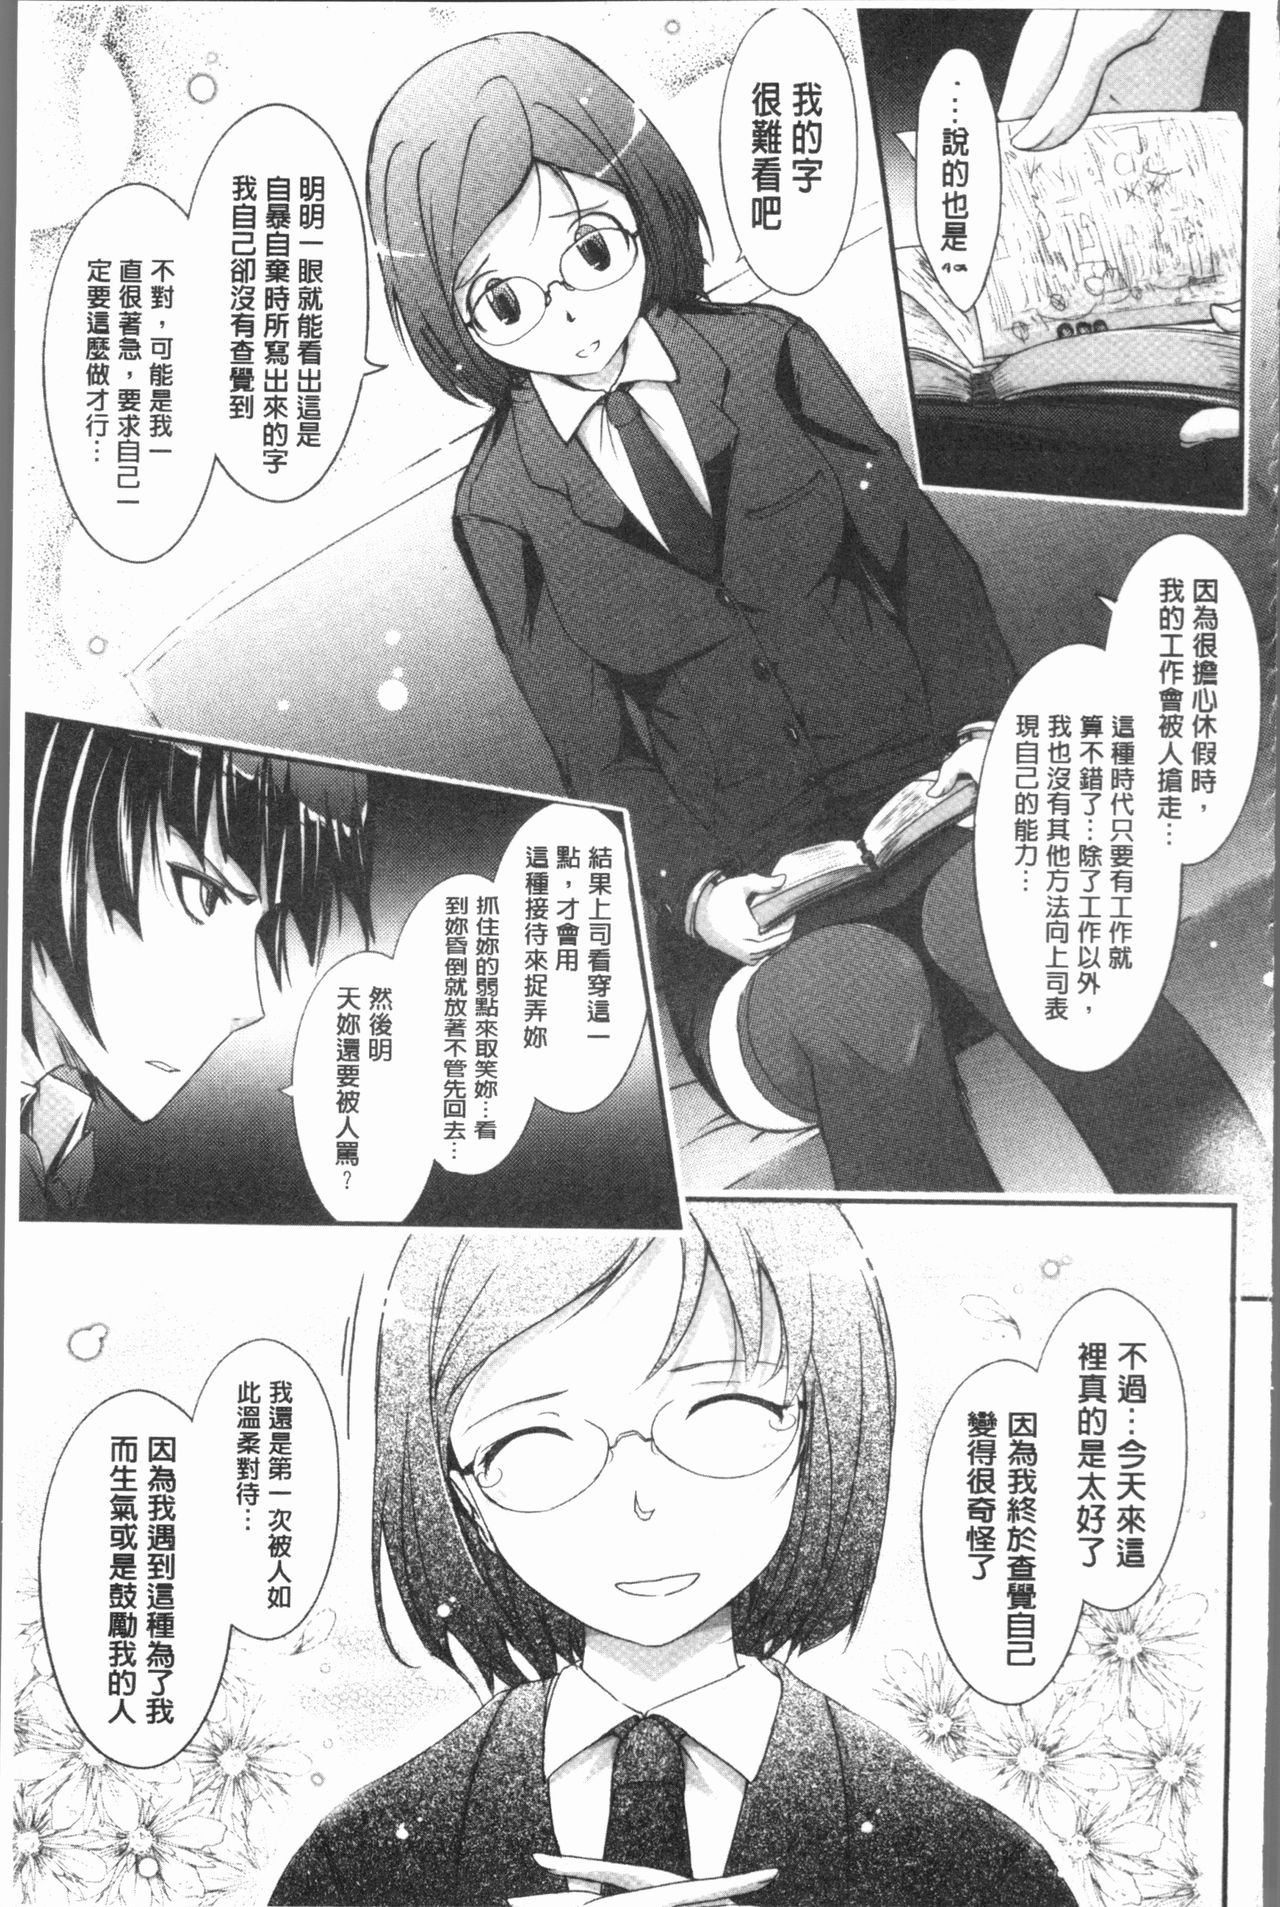 ‧…說的也是
我的字
很難看吧
明明一眼就能看出這是
自暴自棄時所寫出來的字
我自己卻沒有查覺到
不對，可能是我一
直很著急，要求自己一
定要這麼做才行…
因為很擔心休假時，
我的工作會被人搶走…
這種時代只要有工作就
算不錯了…除了工作以外，
我也沒有其他方法向上司表
現自己的能力…
結果上司看穿這一
點，才會用
這種接待來捉弄妳
抓住妳的弱點來取笑妳…看
到妳昏倒就放著不管先回去…
然後明
天妳還要被人罵？
不過…今天來這
裡真的是太好了
因為我終於查覺自己
變得很奇怪了
我還是第一次被人如
此溫柔對待…
因為我遇到這種為了我
而生氣或是鼓勵我的人